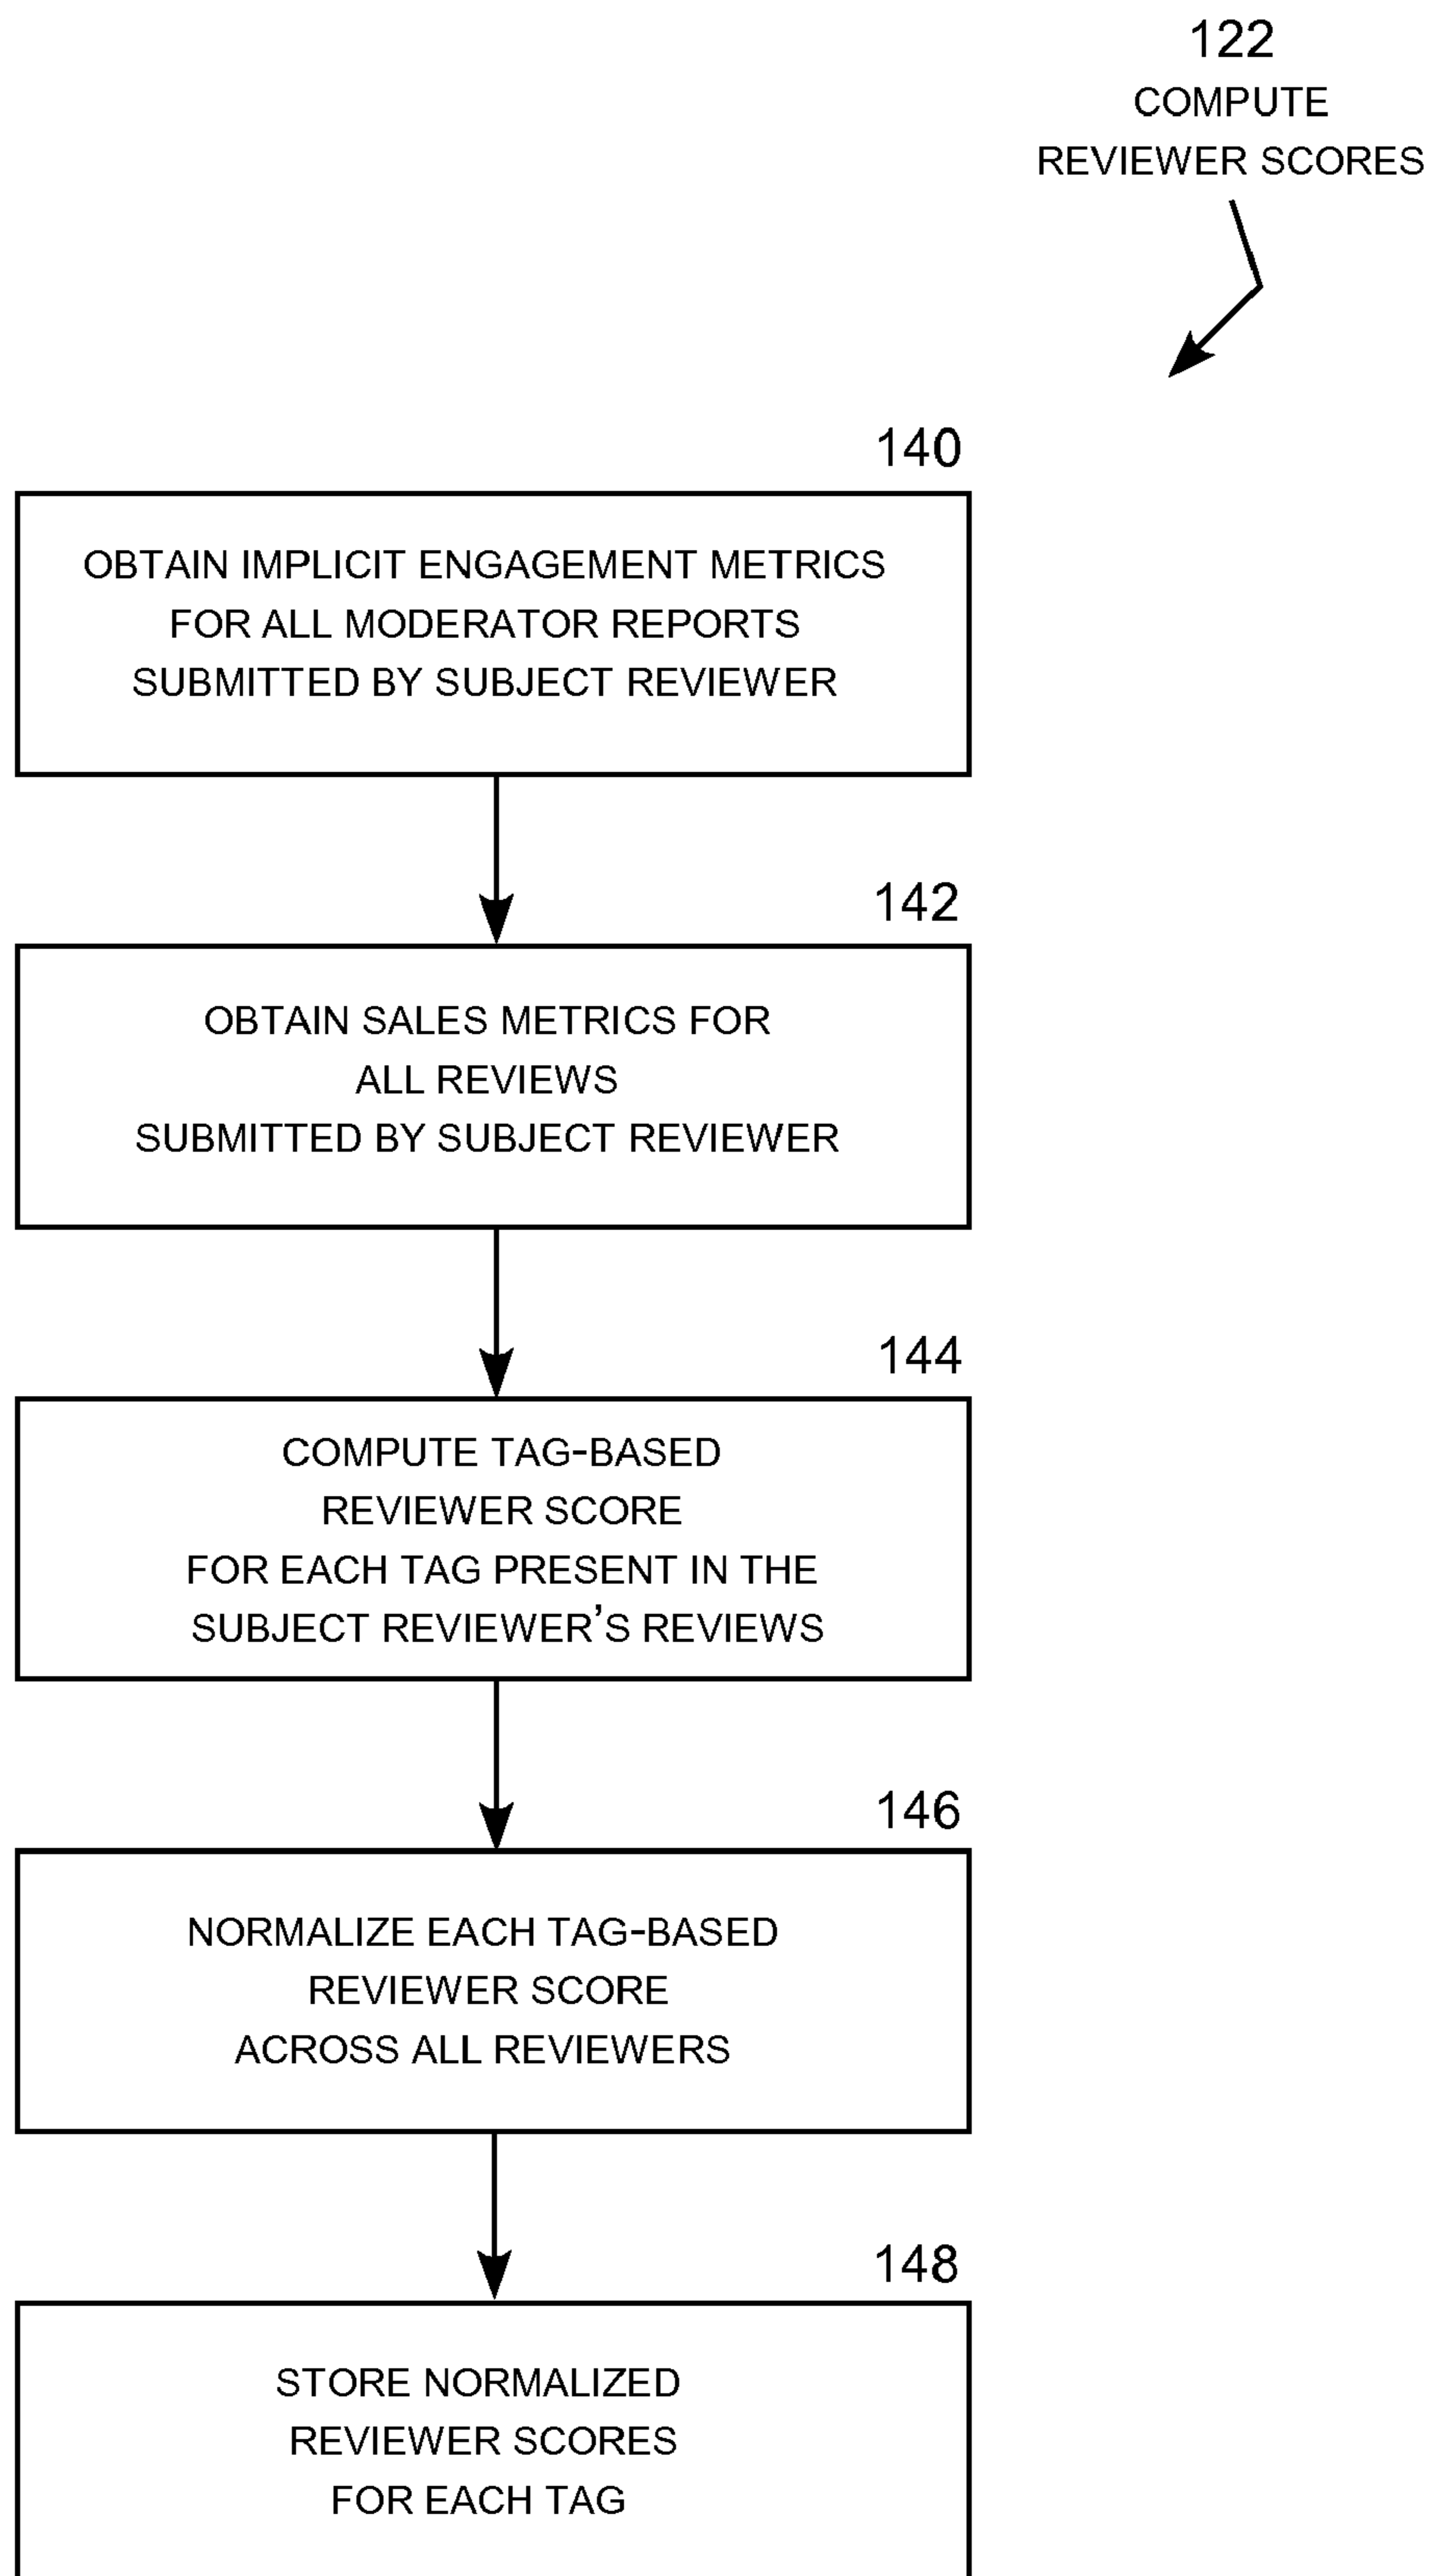 122
COMPUTE
REVIEWER SCORES
140
OBTAIN IMPLICIT ENGAGEMENT METRICS
FOR ALL MODERATOR REPORTS
SUBMITTED BY SUBJECT REVIEWER
142
OBTAIN SALES METRICS FOR
ALL REVIEWS
SUBMITTED BY SUBJECT REVIEWER
144
COMPUTE TAG-BASED
REVIEWER SCORE
FOR EACH TAG PRESENT IN THE
SUBJECT REVIEWER'S REVIEWS
146
NORMALIZE EACH TAG-BASED
REVIEWER SCORE
ACROSS ALL REVIEWERS
148
STORE NORMALIZED
REVIEWER SCORES
FOR EACH TAG